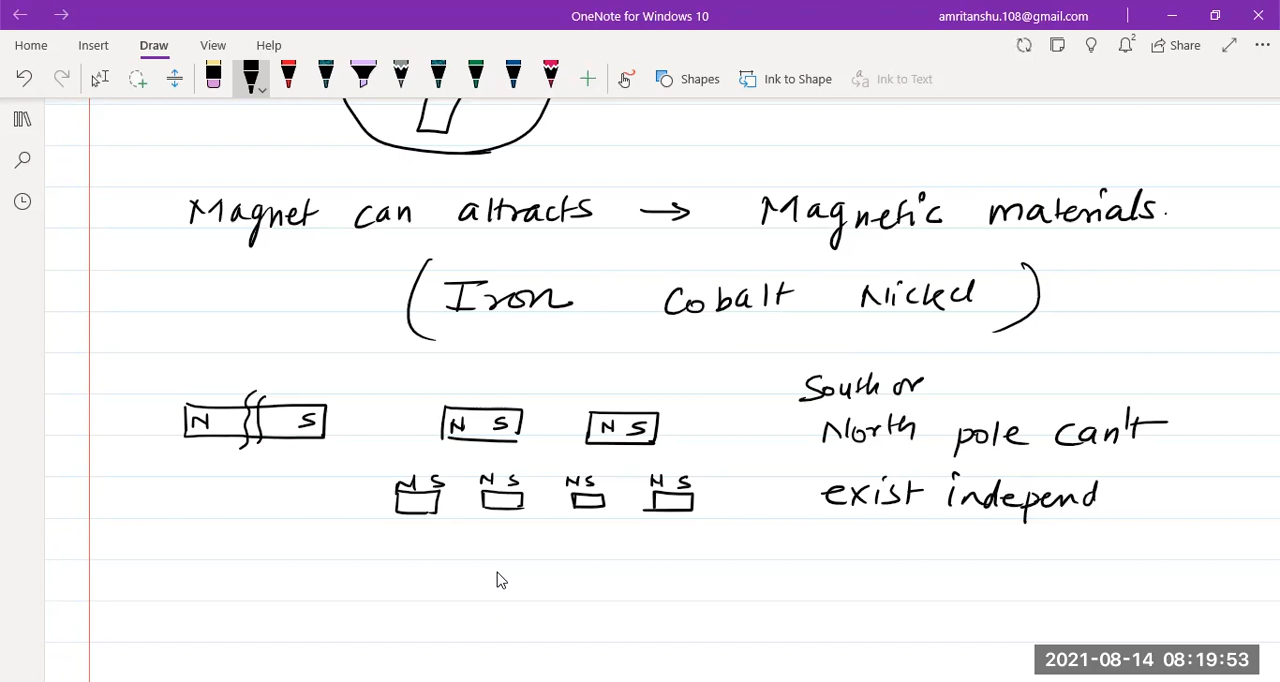 OneNote for Windows 10
amritanshu.108@gmail.com
Home Insert Draw View Help
2 Share
Shapes Ink to Shape Ink to Text
Magnet can attracts → Magnetic materials.
(Iron Cobalt Nickel)
N S
N S N S
South or
North pole can't
N S N S N S N S
exist independ
2021-08-14 08:19:53